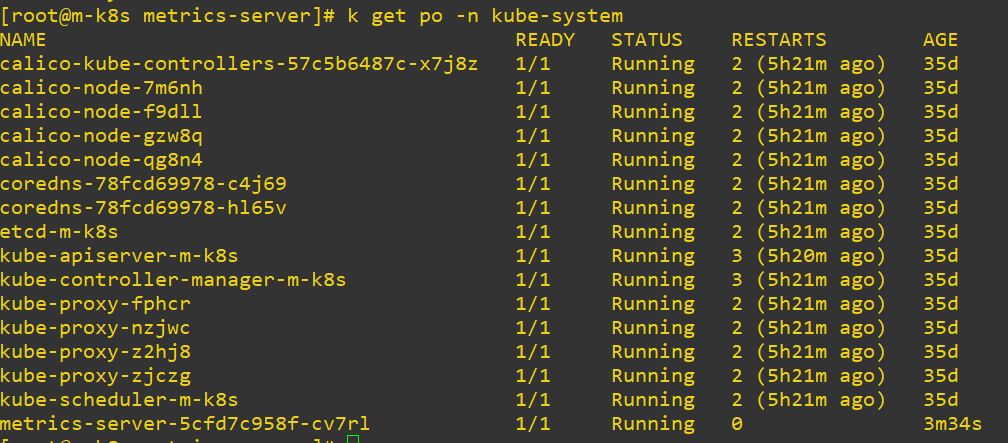 [root@m-k8s metrics-server]# k get po -n kube-system
NAME READY STATUS RESTARTS AGE
calico-kube-controllers-57c5b6487c-x7j8z 1/1 Running 2 (5h21m ago) 35d
calico-node-7m6nh 1/1 Running 2 (5h21m ago) 35d
calico-node-f9dll 1/1 Running 2 (5h21m ago) 35d
calico-node-gzw8q 1/1 Running 2 (5h21m ago) 35d
calico-node-qg8n4 1/1 Running 2 (5h21m ago) 35d
coredns-78fcd69978-c4j69 1/1 Running 2 (5h21m ago) 35d
coredns-78fcd69978-hl65v 1/1 Running 2 (5h21m ago) 35d
etcd-m-k8s 1/1 Running 2 (5h21m ago) 35d
kube-apiserver-m-k8s 1/1 Running 3 (5h20m ago) 35d
kube-controller-manager-m-k8s 1/1 Running 3 (5h21m ago) 35d
kube-proxy-fphcr 1/1 Running 2 (5h21m ago) 35d
kube-proxy-nzjwc 1/1 Running 2 (5h21m ago) 35d
kube-proxy-z2hj8 1/1 Running 2 (5h21m ago) 35d
kube-proxy-zjczg 1/1 Running 2 (5h21m ago) 35d
kube-scheduler-m-k8s 1/1 Running 2 (5h21m ago) 35d
metrics-server-5cfd7c958f-cv7rl 1/1 Running 0 3m34s